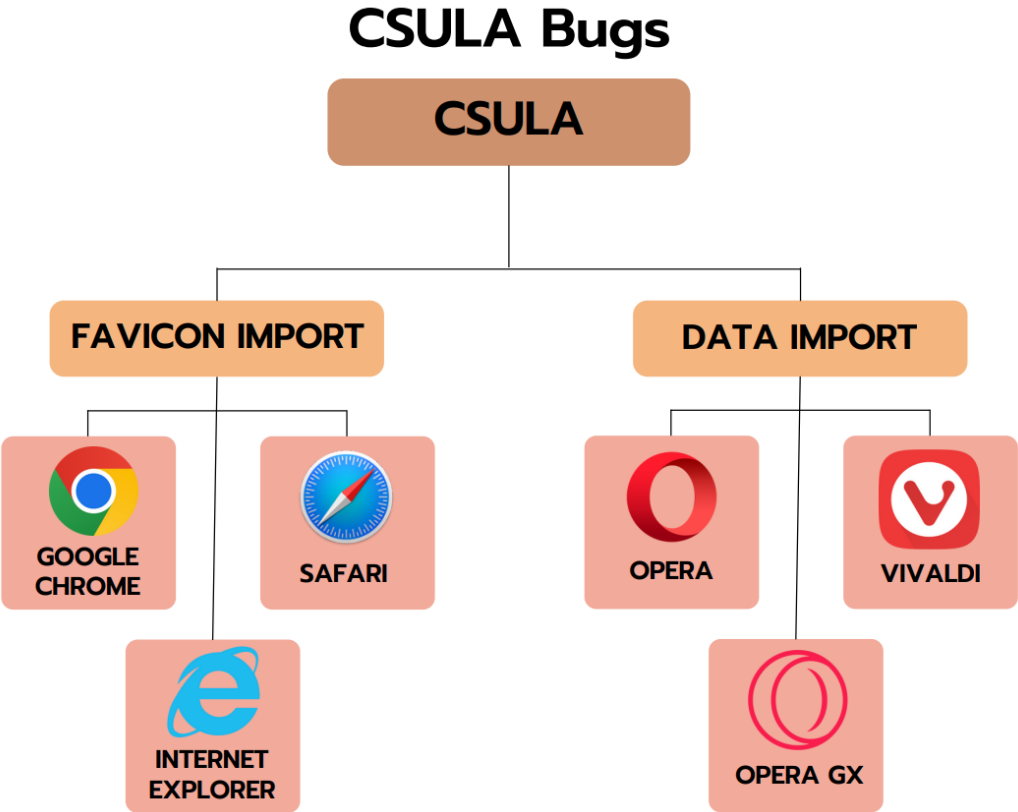 CSULA Bugs
CSULA
FAVICON IMPORT
DATA IMPORT
GOOGLE
CHROME
SAFARI
OPERA
VIVALDI
INTERNET
EXPLORER
OPERA GX